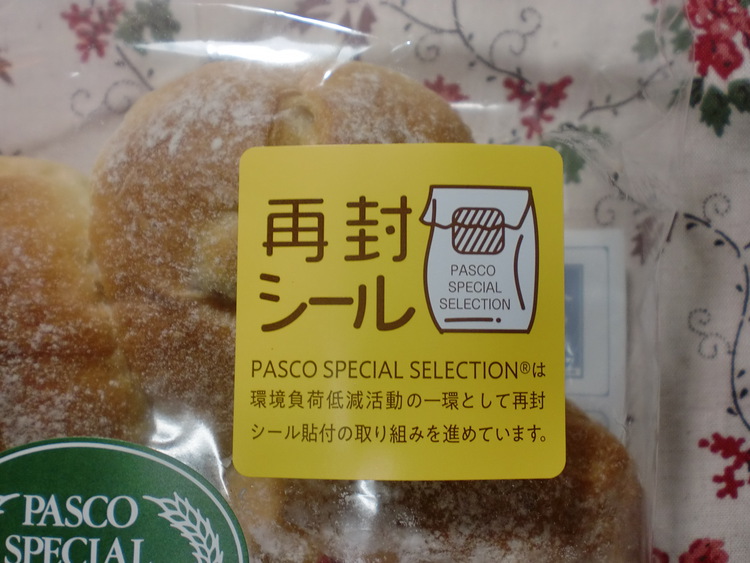 再封
シール
PASCO
SPECIAL
SELECTION
PASCO SPECIAL SELECTION®は
環境負荷低減活動の一環として再封
シール貼付の取り組みを進めています。
PASCO
SPECIAL